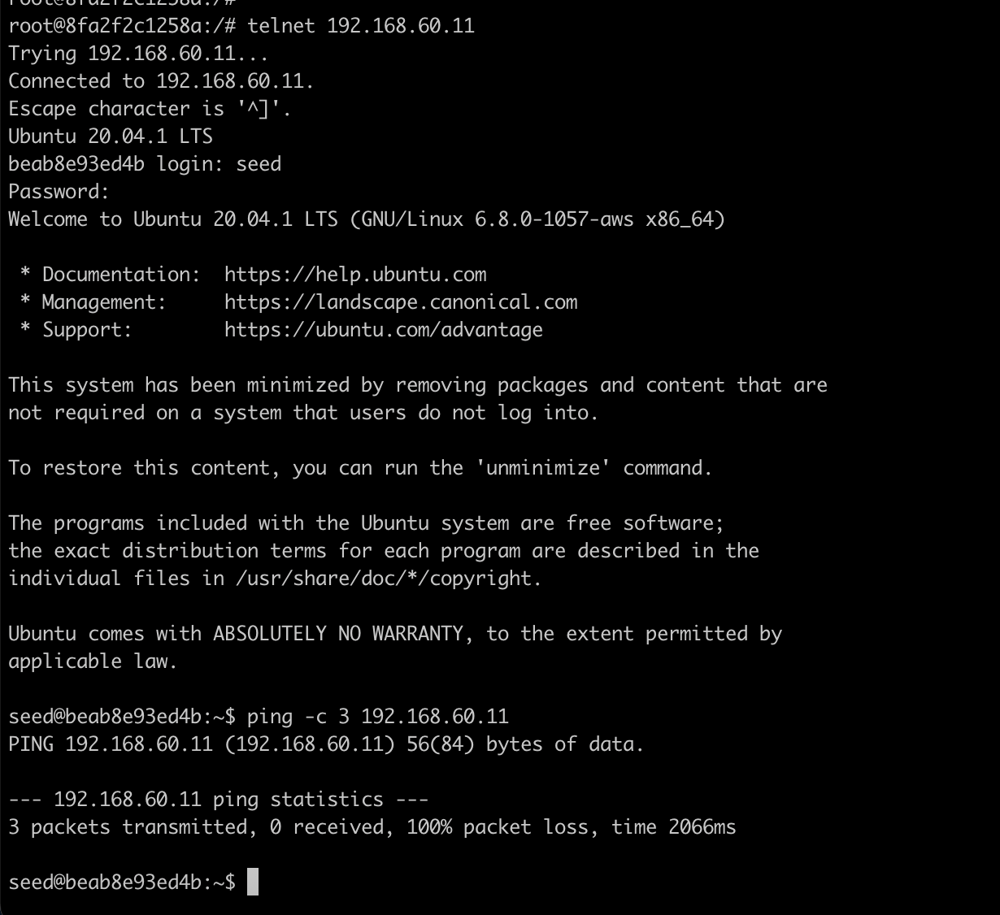 root@8fa2f2c1258a:/#
root@8fa2f2c1258a:/# telnet 192.168.60.11
Trying 192.168.60.11...
Connected to 192.168.60.11.
Escape character is '^]'.
Ubuntu 20.04.1 LTS
beab8e93ed4b login: seed
Password:
Welcome to Ubuntu 20.04.1 LTS (GNU/Linux 6.8.0-1057-aws x86_64)

 * Documentation:  https://help.ubuntu.com
 * Management:     https://landscape.canonical.com
 * Support:        https://ubuntu.com/advantage

This system has been minimized by removing packages and content that are
not required on a system that users do not log into.

To restore this content, you can run the 'unminimize' command.

The programs included with the Ubuntu system are free software;
the exact distribution terms for each program are described in the
individual files in /usr/share/doc/*/copyright.

Ubuntu comes with ABSOLUTELY NO WARRANTY, to the extent permitted by
applicable law.

seed@beab8e93ed4b:~$ ping -c 3 192.168.60.11
PING 192.168.60.11 (192.168.60.11) 56(84) bytes of data.

--- 192.168.60.11 ping statistics ---
3 packets transmitted, 0 received, 100% packet loss, time 2066ms

seed@beab8e93ed4b:~$